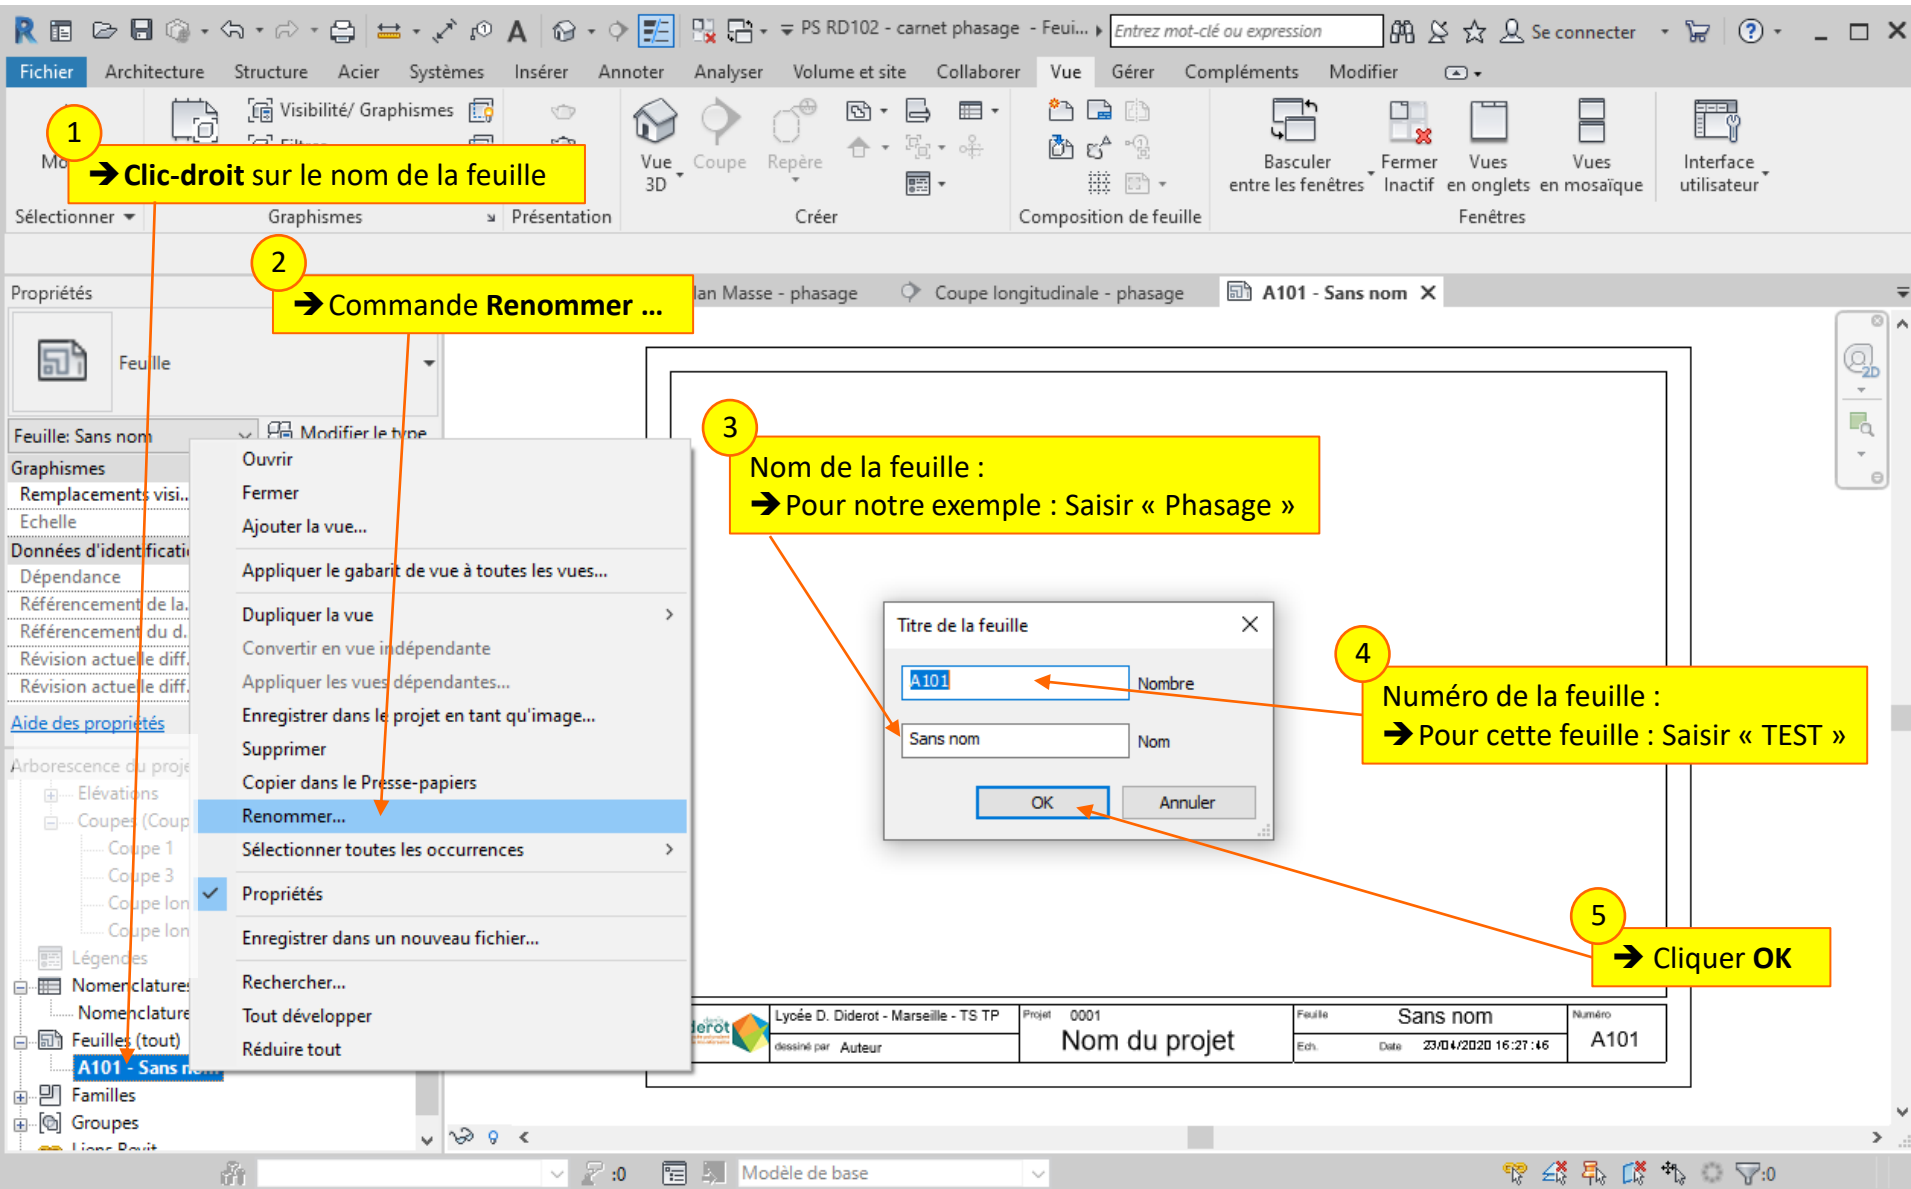 PS RD102 - carnet phasage - Feui...
Entrez mot-clé ou expression
Se connecter
Fichier Architecture Structure Acier Systèmes Insérer Annoter Analyser Volume et site Collaborer Vue Gérer Compléments Modifier
Visibilité/ Graphismes
1
➔ Clic-droit sur le nom de la feuille
Vue
3D
Coupe
Repère
Basculer
entre les fenêtres
Fermer
Inactif
Vues
en onglets
Vues
en mosaïque
Interface
utilisateur
Sélectionner
Graphismes
Présentation
Créer
Composition de feuille
Fenêtres
2
➔ Commande Renommer ...
Propriétés
lan Masse - phasage
Coupe longitudinale - phasage
A101 - Sans nom
Feuille
2D
Feuille: Sans nom
Modifier le type
Graphismes
Remplacements visi...
Echelle
Données d'identificati
Dépendance
Référencement de la.
Référencement du d.
Révision actuelle diff.
Révision actuelle diff.
Aide des propriétés
Arborescence du proje
Elévations
Coupes (Coup
Coupe 1
Coupe 3
Coupe lon
Coupe lon
Légendes
Nomenclatures
Nomenclature
Feuilles (tout)
A101 - Sans nom
Familles
Groupes
Liens Revit
Ouvrir
Fermer
Ajouter la vue...
Appliquer le gabarit de vue à toutes les vues...
Dupliquer la vue
Convertir en vue indépendante
Appliquer les vues dépendantes...
Enregistrer dans le projet en tant qu'image...
Supprimer
Copier dans le Presse-papiers
Renommer...
Sélectionner toutes les occurrences
Propriétés
Enregistrer dans un nouveau fichier...
Rechercher...
Tout développer
Réduire tout
3
Nom de la feuille :
➔ Pour notre exemple : Saisir « Phasage »
Titre de la feuille
A101
Nombre
Sans nom
Nom
OK
Annuler
4
Numéro de la feuille :
➔ Pour cette feuille : Saisir « TEST »
5
➔ Cliquer OK
derot
Lycée D. Diderot - Marseille - TS TP
dessiné par Auteur
Projet 0001
Nom du projet
Feuille Sans nom
Ech. Date 23/04/2020 16:27:46
Numéro
A101
:0
Modèle de base
:0